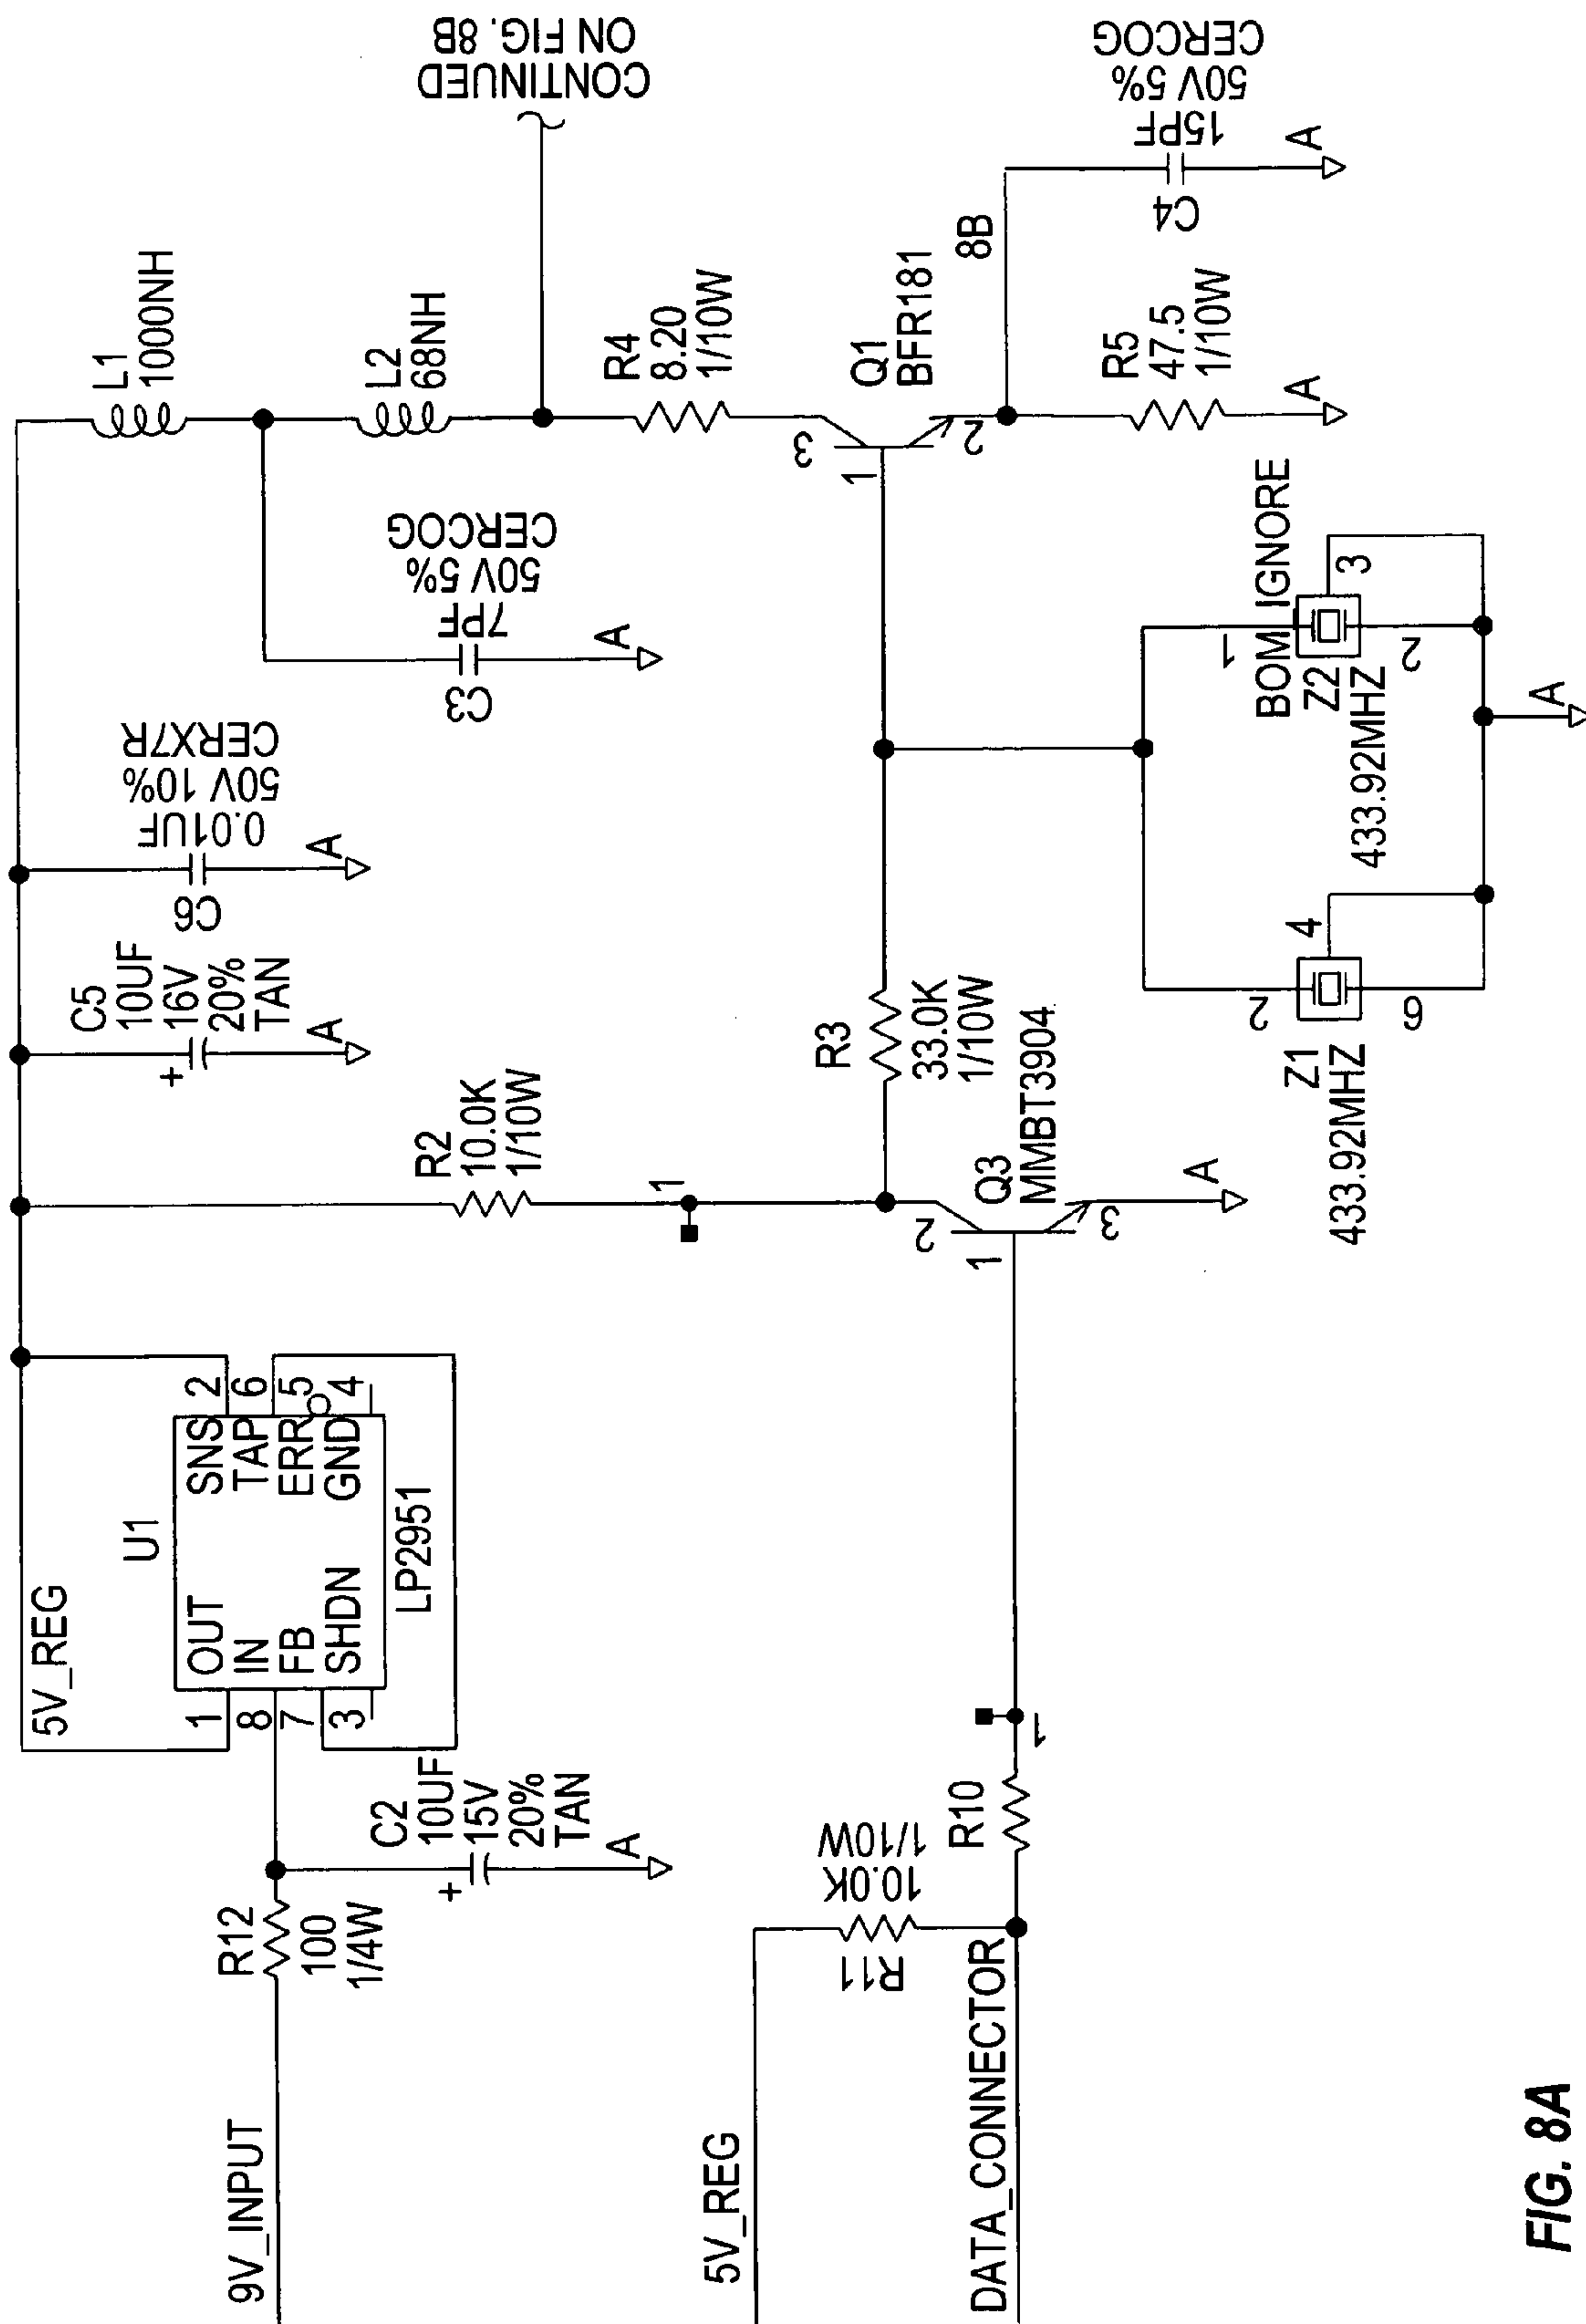 CONTINUED
ON FIG. 8B
L1
1000NH
L2
68NH
R4
8.20
1/10W
Q1
BFR181
3
1
2
8B
C4
15PF
50V 5%
CERCOG
A
R5
47.5
1/10W
A
C3
7PF
50V 5%
CERCOG
A
C6
0.01UF
50V 10%
CERX7R
A
C5
10UF
16V
20%
TAN
+
A
R2
10.0K
1/10W
1
R3
33.0K
1/10W
Q3
MMBT3904
2
1
3
A
BOM IGNORE
Z2
433.92MHZ
1
3
2
Z1
433.92MHZ
2
4
6
A
5V_REG
U1
OUT
IN
FB
SHDN
SNS
TAP
ERR
GND
1
8
7
3
2
6
5
4
LP2951
9V_INPUT
R12
100
1/4W
C2
10UF
15V
20%
TAN
+
A
5V_REG
R11
10.0K
1/10W
R10
1
DATA_CONNECTOR
FIG. 8A